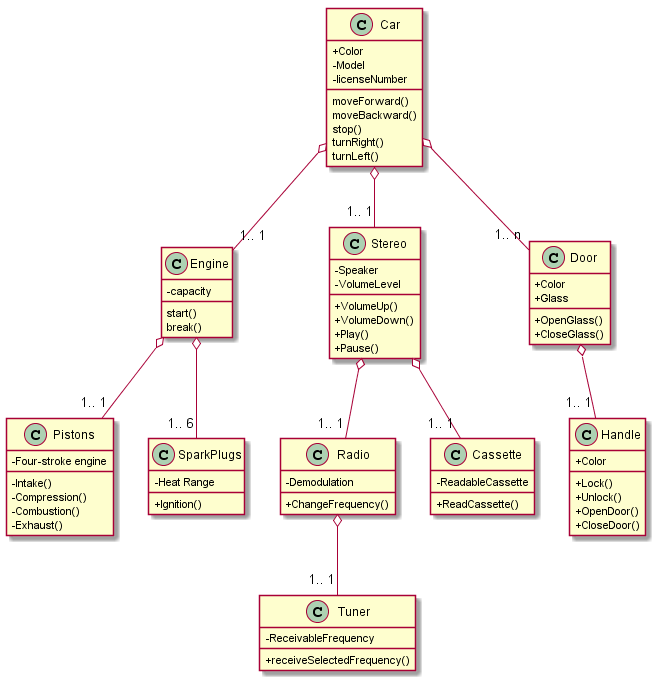 C Car
+Color
-Model
-licenseNumber
moveForward()
moveBackward()
stop()
turnRight()
turnLeft()
1.. 1
1.. 1
1.. n
C Engine
-capacity
start()
break()
C Stereo
-Speaker
-VolumeLevel
+VolumeUp()
+VolumeDown()
+Play()
+Pause()
C Door
+Color
+Glass
+OpenGlass()
+CloseGlass()
1.. 1
1.. 6
1.. 1
1.. 1
1.. 1
C Pistons
-Four-stroke engine
-Intake()
-Compression()
-Combustion()
-Exhaust()
C SparkPlugs
-Heat Range
+Ignition()
C Radio
-Demodulation
+ChangeFrequency()
C Cassette
-ReadableCassette
+ReadCassette()
C Handle
+Color
+Lock()
+Unlock()
+OpenDoor()
+CloseDoor()
1.. 1
C Tuner
-ReceivableFrequency
+receiveSelectedFrequency()